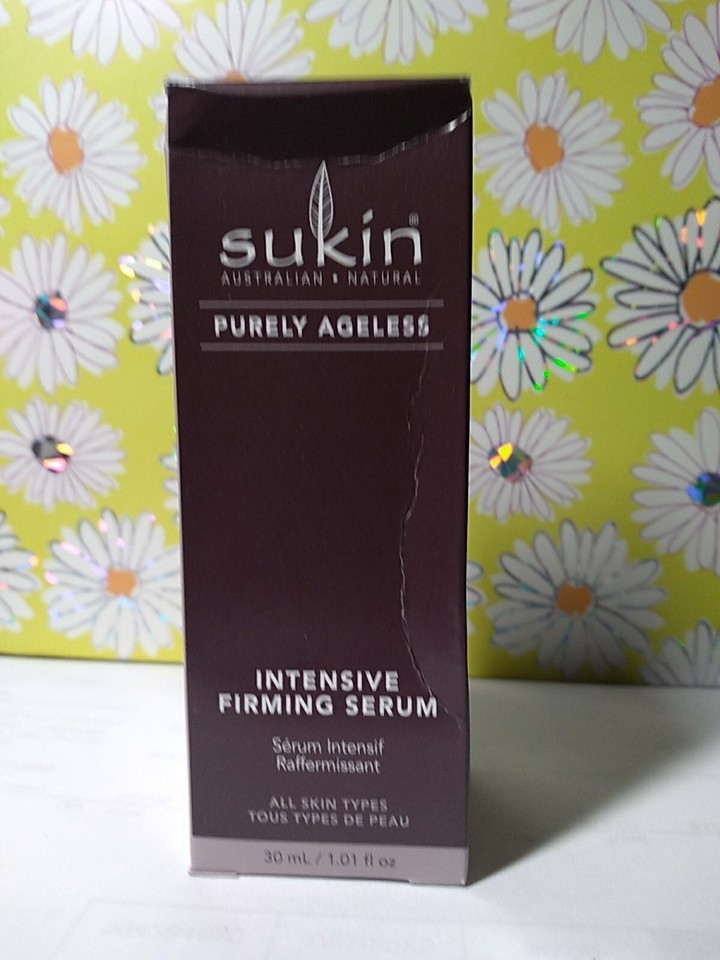 sukin®
AUSTRALIAN • NATURAL
PURELY AGELESS
INTENSIVE
FIRMING SERUM
Sérum Intensif
Raffermissant
ALL SKIN TYPES
TOUS TYPES DE PEAU
30 mL / 1.01 fl oz